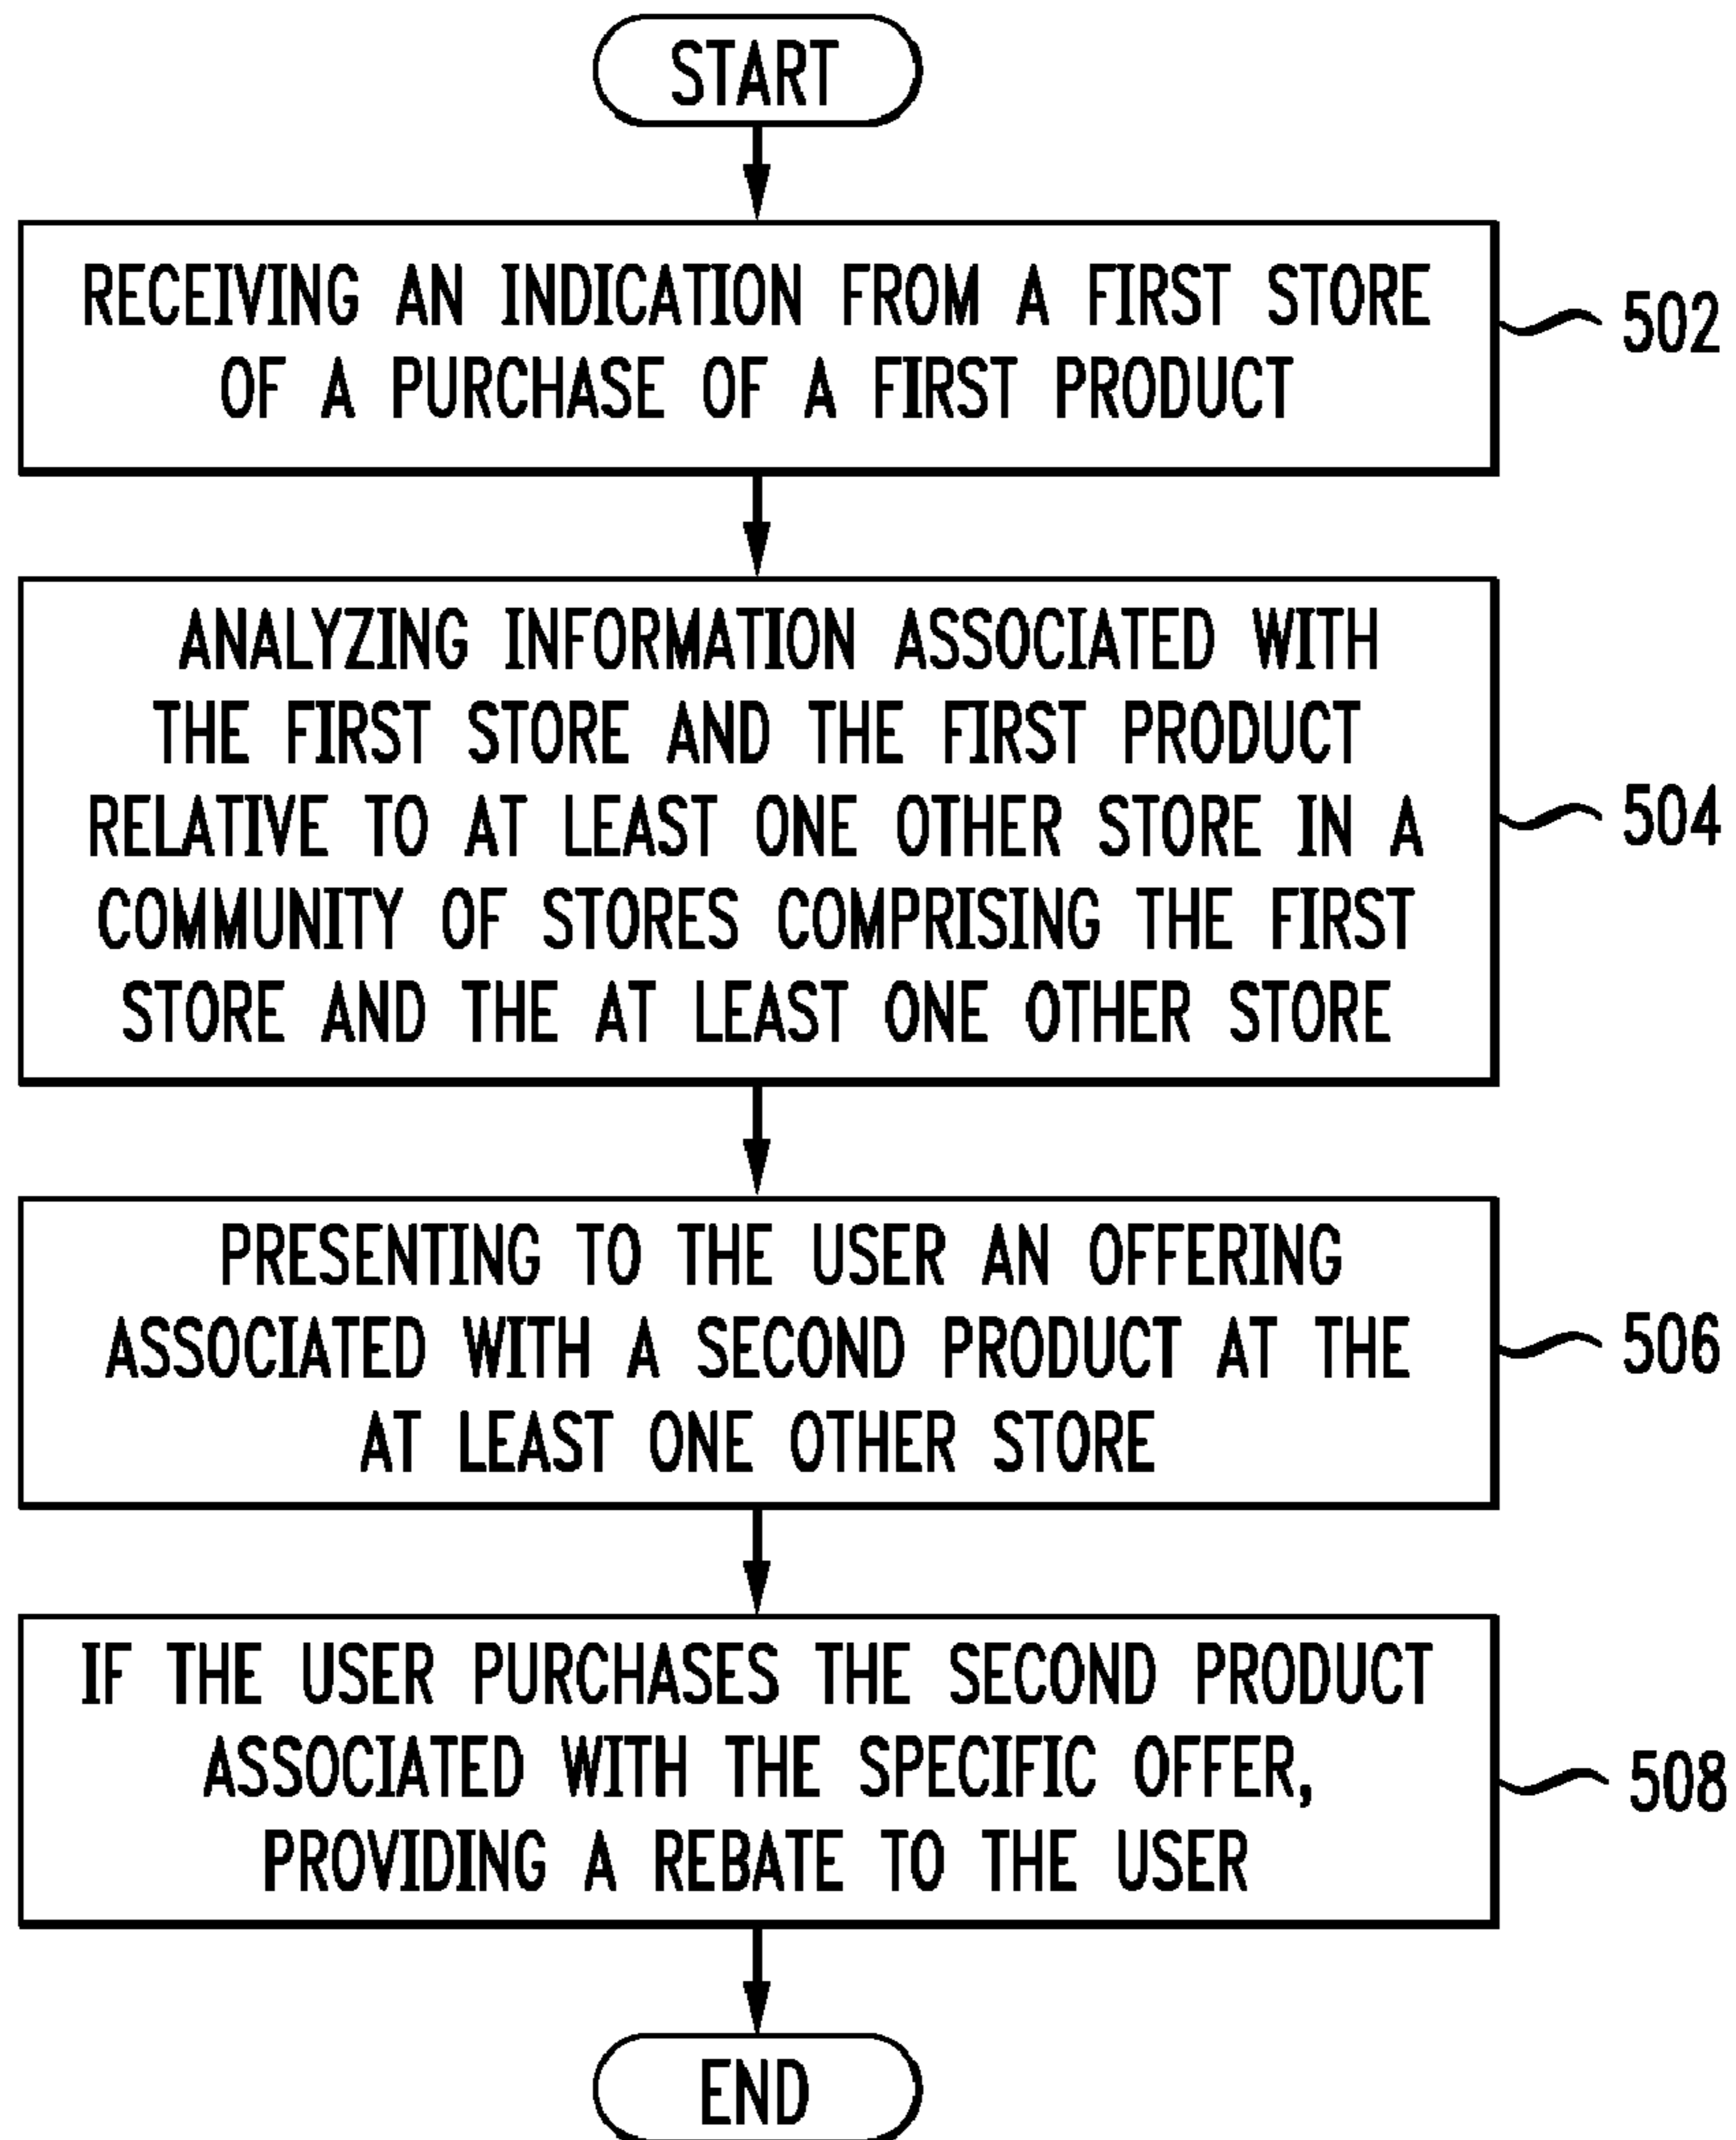 START
RECEIVING AN INDICATION FROM A FIRST STORE
OF A PURCHASE OF A FIRST PRODUCT
502
ANALYZING INFORMATION ASSOCIATED WITH
THE FIRST STORE AND THE FIRST PRODUCT
RELATIVE TO AT LEAST ONE OTHER STORE IN A
COMMUNITY OF STORES COMPRISING THE FIRST
STORE AND THE AT LEAST ONE OTHER STORE
504
PRESENTING TO THE USER AN OFFERING
ASSOCIATED WITH A SECOND PRODUCT AT THE
AT LEAST ONE OTHER STORE
506
IF THE USER PURCHASES THE SECOND PRODUCT
ASSOCIATED WITH THE SPECIFIC OFFER,
PROVIDING A REBATE TO THE USER
508
END